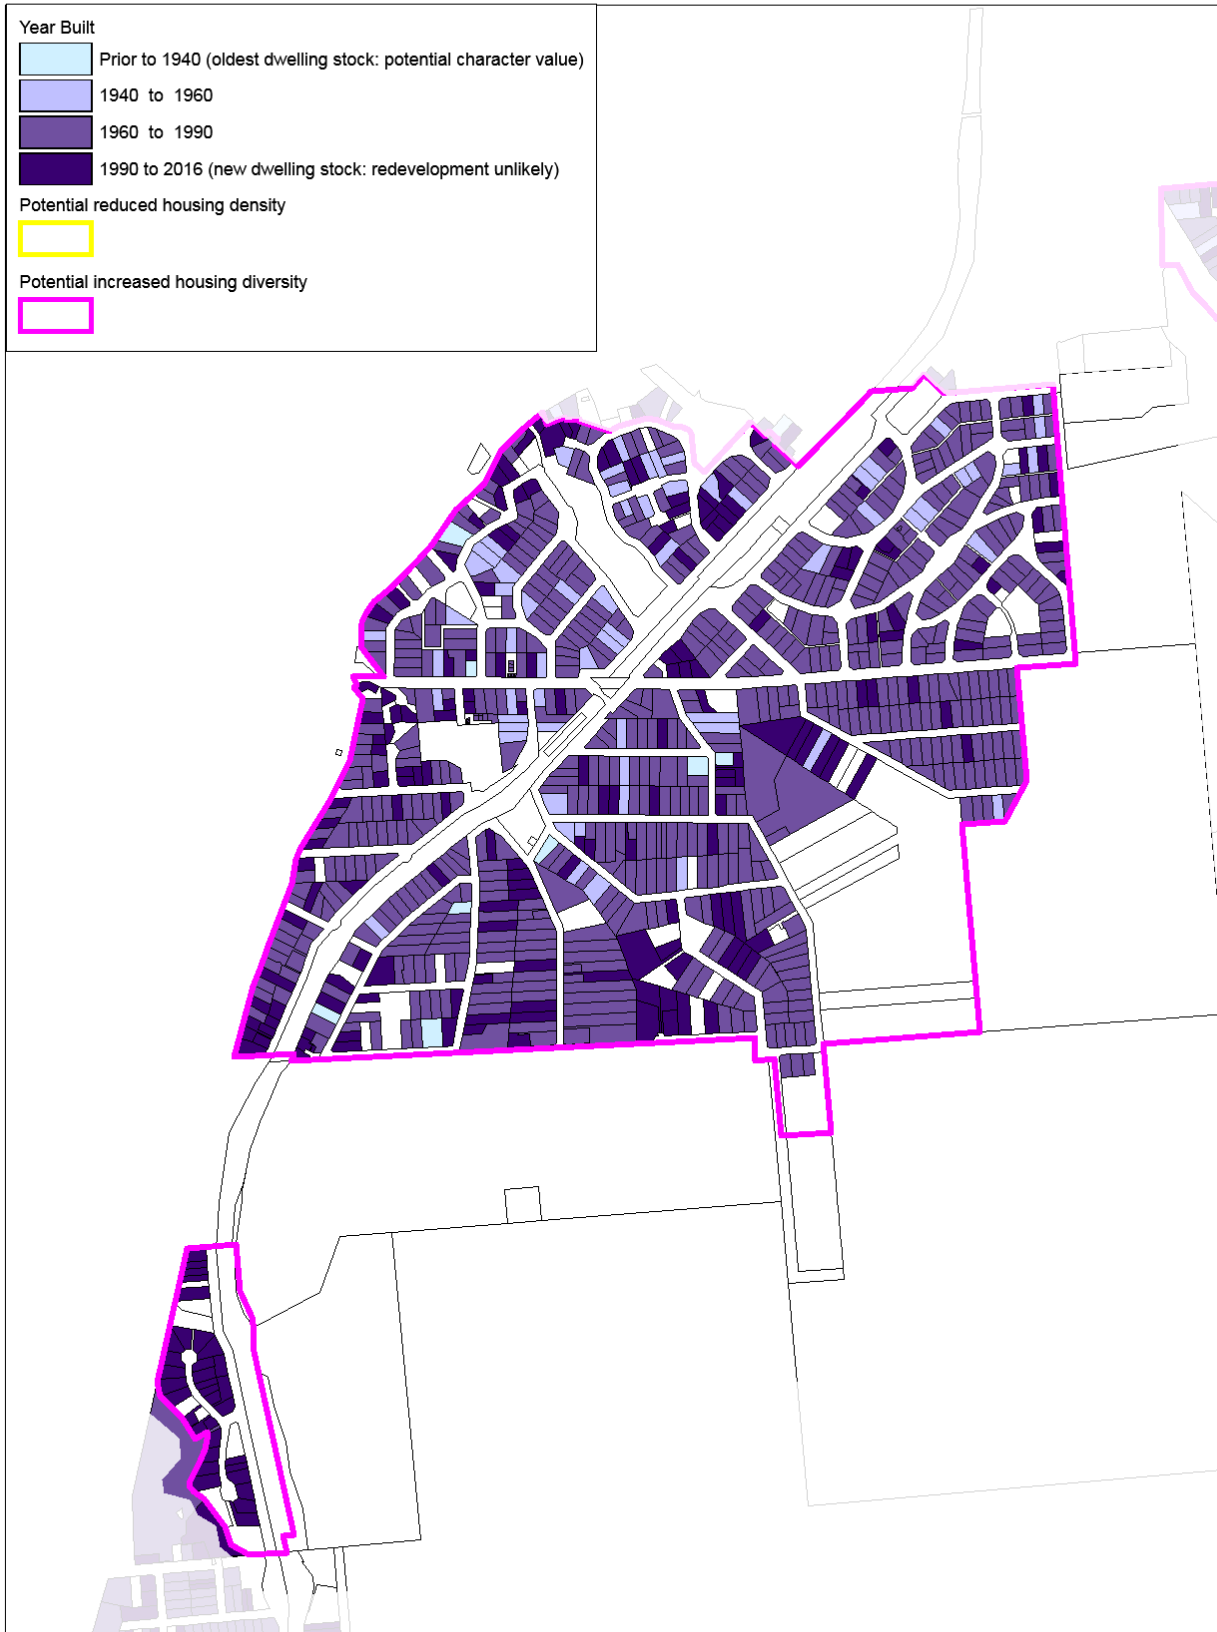 Year Built
Prior to 1940 (oldest dwelling stock: potential character value)
1940 to 1960
1960 to 1990
1990 to 2016 (new dwelling stock: redevelopment unlikely)
Potential reduced housing density
Potential increased housing diversity